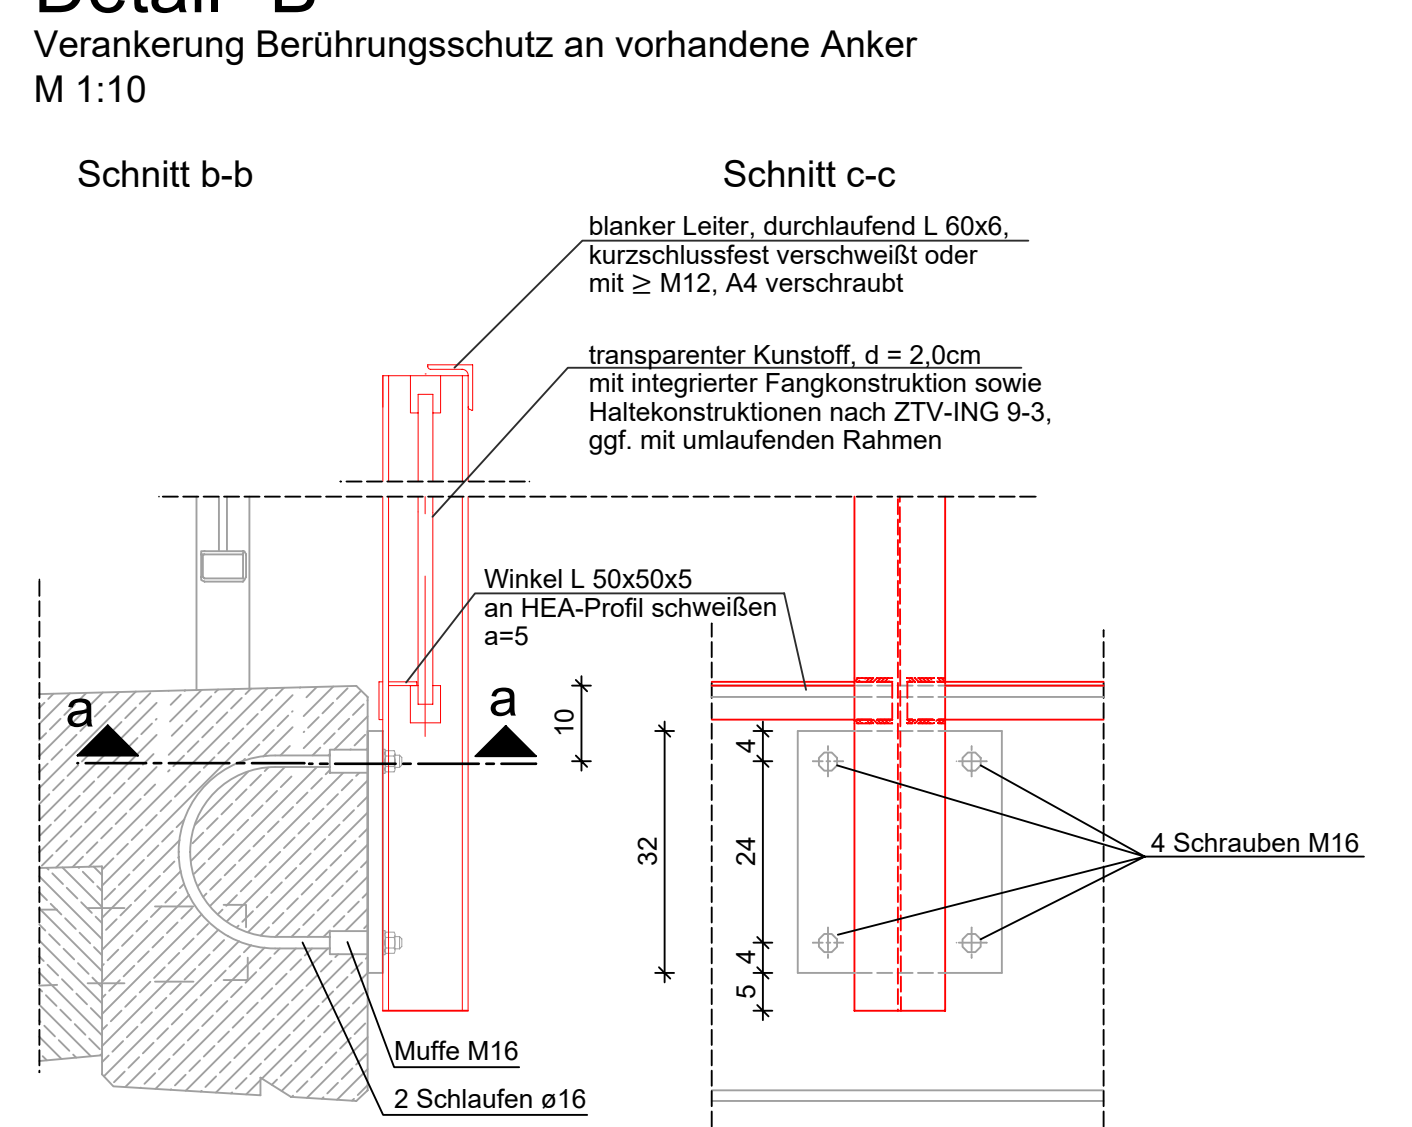 Detail B
Verankerung Berührungsschutz an vorhandene Anker
M 1:10
Schnitt b-b
Schnitt c-c
blanker Leiter, durchlaufend L 60x6,
kurzschlussfest verschweißt oder
mit ≥ M12, A4 verschraubt
transparenter Kunstoff, d = 2,0cm
mit integrierter Fangkonstruktion sowie
Haltekonstruktionen nach ZTV-ING 9-3,
ggf. mit umlaufenden Rahmen
Winkel L 50x50x5
an HEA-Profil schweißen
a=5
a
a
10
32
4
24
4
5
4 Schrauben M16
Muffe M16
2 Schlaufen ø16